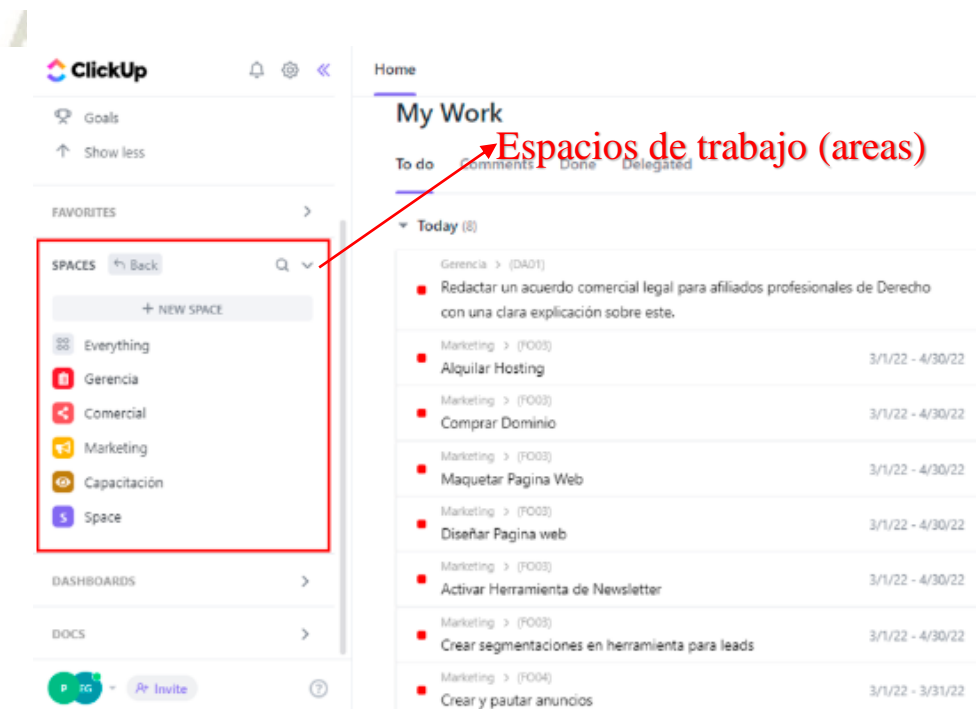 ClickUp
Goals
Show less
FAVORITES
SPACES Back
+ NEW SPACE
Everything
Gerencia
Comercial
Marketing
Capacitación
S Space
DASHBOARDS
DOCS
P EG Invite
Home
My Work
Espacios de trabajo (areas)
To do Comments Done Delegated
Today (8)
Gerencia > (DA01)
Redactar un acuerdo comercial legal para afiliados profesionales de Derecho
con una clara explicación sobre este.
Marketing > (FO03)
Alquilar Hosting 3/1/22 - 4/30/22
Marketing > (FO03)
Comprar Dominio 3/1/22 - 4/30/22
Marketing > (FO03)
Maquetar Pagina Web 3/1/22 - 4/30/22
Marketing > (FO03)
Diseñar Pagina web 3/1/22 - 4/30/22
Marketing > (FO03)
Activar Herramienta de Newsletter 3/1/22 - 4/30/22
Marketing > (FO03)
Crear segmentaciones en herramienta para leads 3/1/22 - 4/30/22
Marketing > (FO04)
Crear y pautar anuncios 3/1/22 - 3/31/22